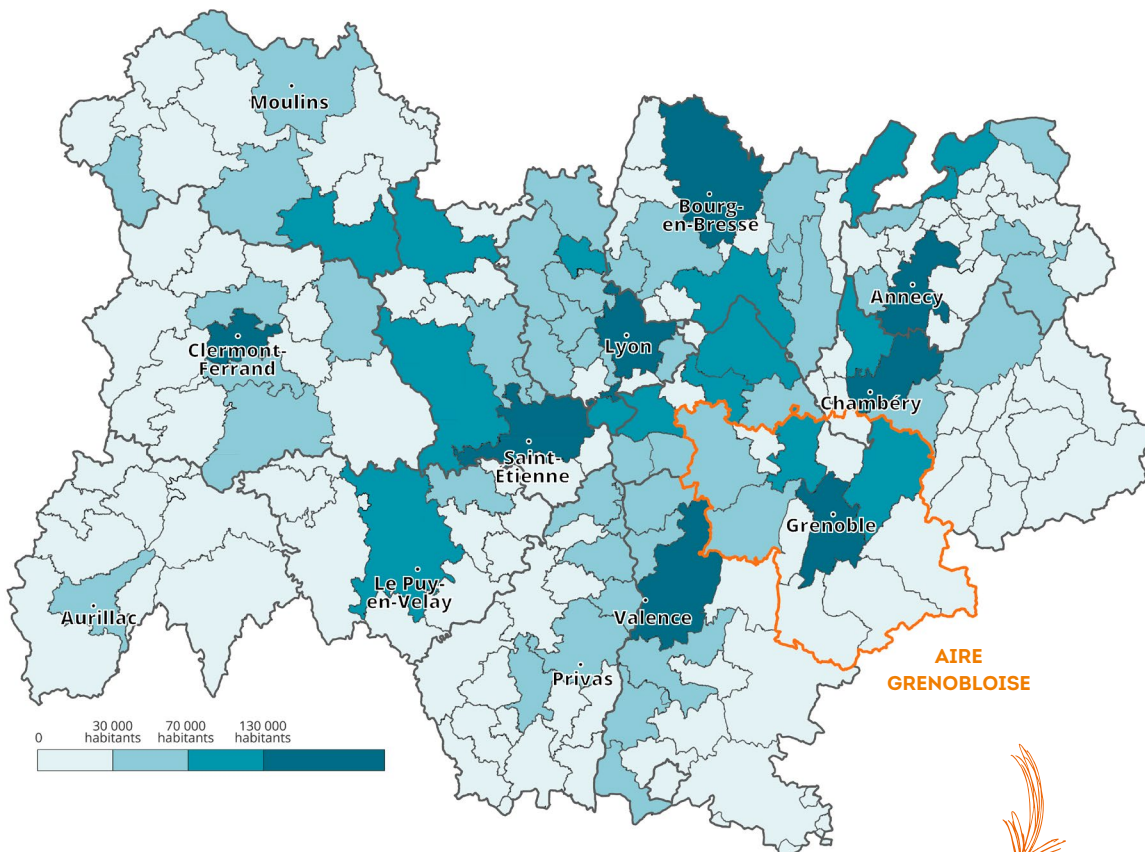 Moulins
Bourg-
en-Bresse
Annecy
Clermont-
Ferrand
Lyon
Chambéry
Saint-
Etienne
Grenoble
Le Puy-
en-Velay
Aurillac
Valence
Privas
AIRE
GRENOBLOISE
0
30 000
habitants
70 000
habitants
130 000
habitants